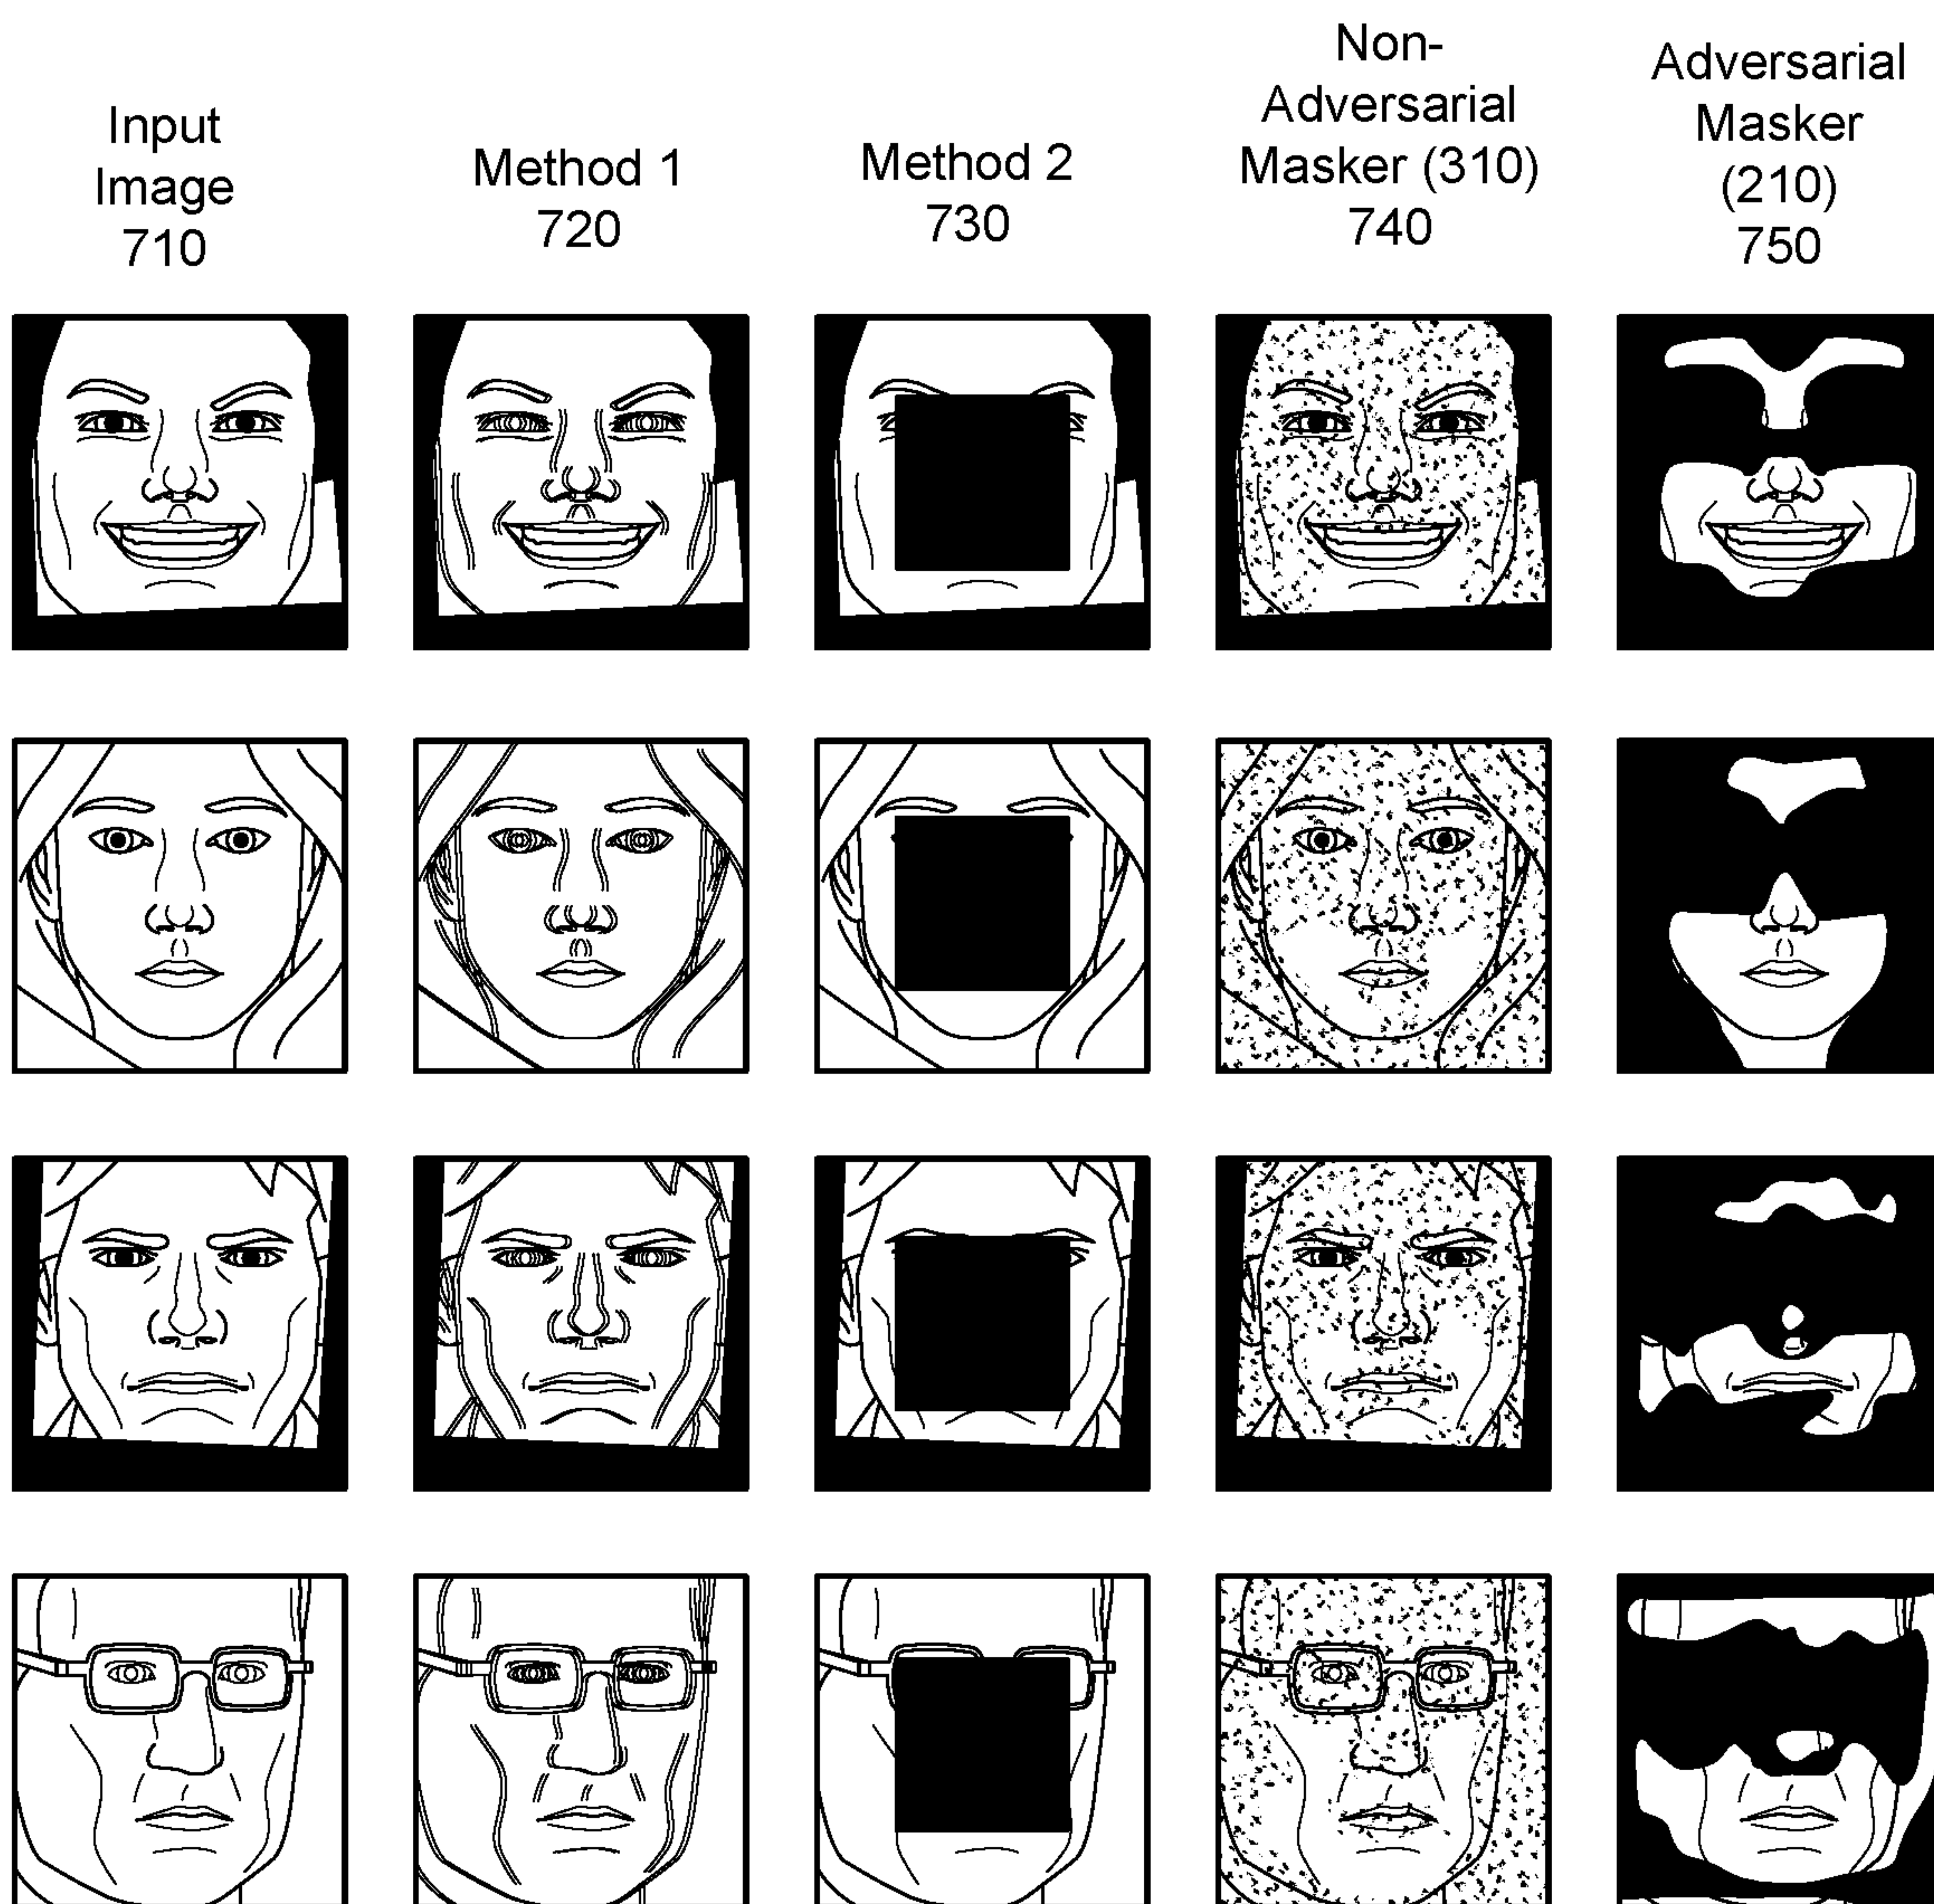 Input
Image
710
Method 1
720
Method 2
730
Non-
Adversarial
Masker (310)
740
Adversarial
Masker
(210)
750